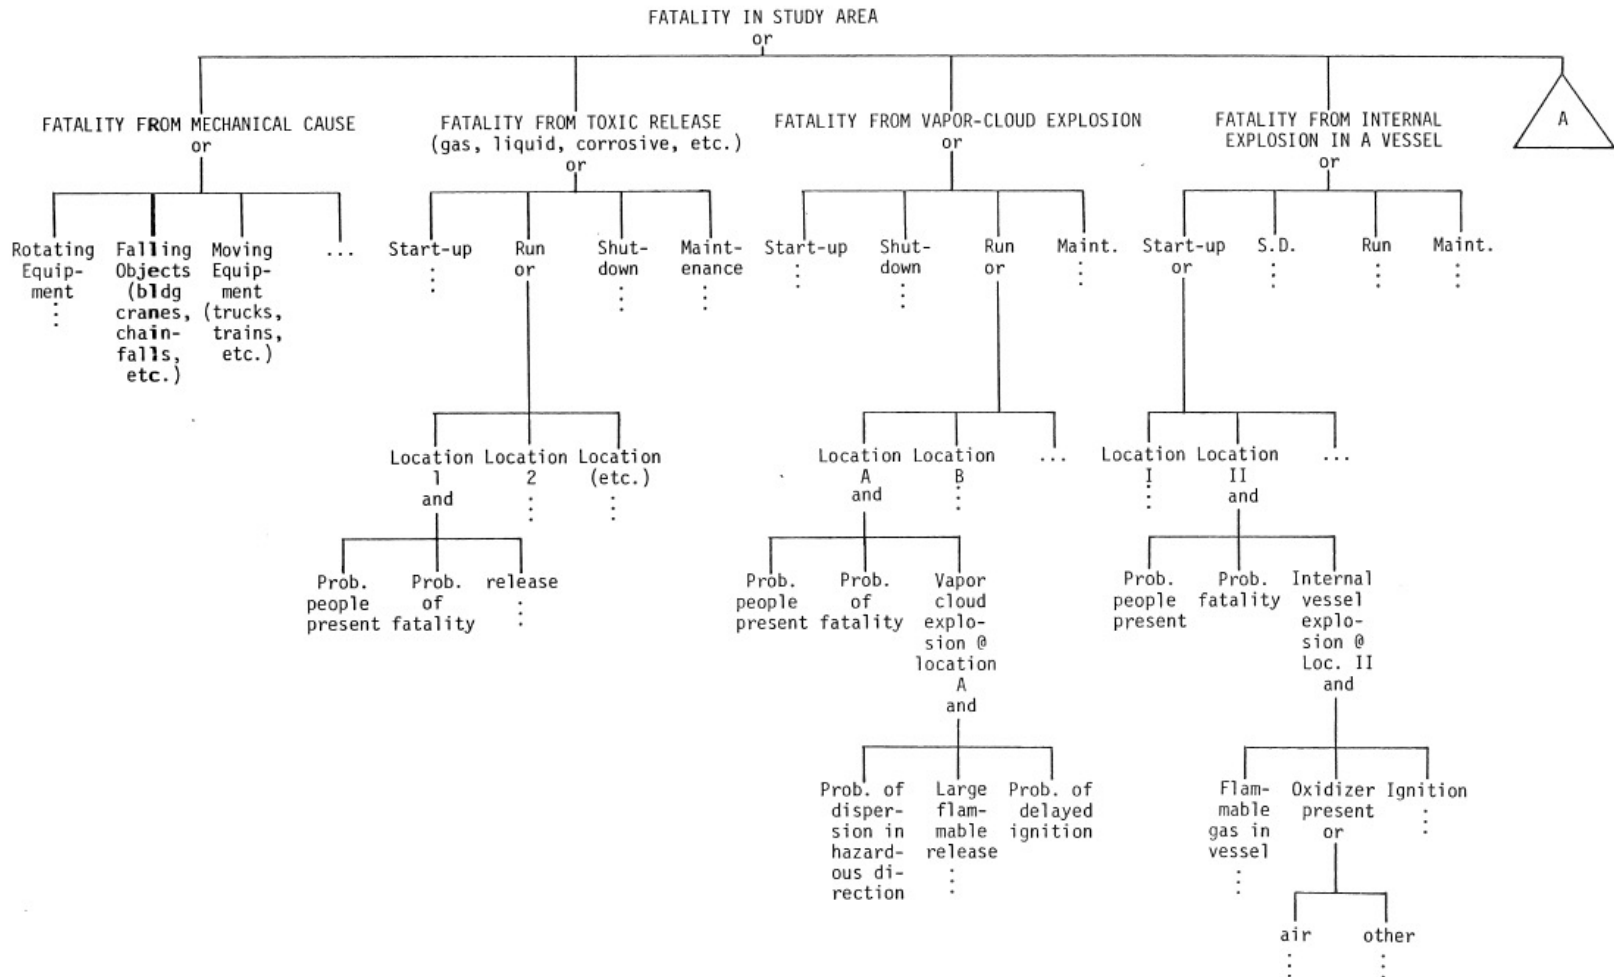 FATALITY IN STUDY AREA
or
FATALITY FROM MECHANICAL CAUSE
or
FATALITY FROM TOXIC RELEASE
(gas, liquid, corrosive, etc.)
or
FATALITY FROM VAPOR-CLOUD EXPLOSION
or
FATALITY FROM INTERNAL
EXPLOSION IN A VESSEL
or
A
Rotating
Equip-
ment
⋮
Falling
Objects
(bldg
cranes,
chain-
falls,
etc.)
Moving
Equip-
ment
(trucks,
trains,
etc.)
...
Start-up
⋮
Run
or
Shut-
down
⋮
Maint-
enance
⋮
Start-up
⋮
Shut-
down
⋮
Run
or
Maint.
⋮
Start-up
or
S.D.
⋮
Run
⋮
Maint.
⋮
Location
1
and
Location
2
⋮
Location
(etc.)
⋮
Location
A
and
Location
B
⋮
...
Location
I
⋮
Location
II
and
...
Prob.
people
present
Prob.
of
fatality
release
⋮
Prob.
people
present
Prob.
of
fatality
Vapor
cloud
explo-
sion @
location
A
and
Prob.
people
present
Prob.
fatality
Internal
vessel
explo-
sion @
Loc. II
and
Prob. of
disper-
sion in
hazard-
ous di-
rection
Large
flam-
mable
release
⋮
Prob. of
delayed
ignition
Flam-
mable
gas in
vessel
⋮
Oxidizer
present
or
Ignition
⋮
air
⋮
other
⋮